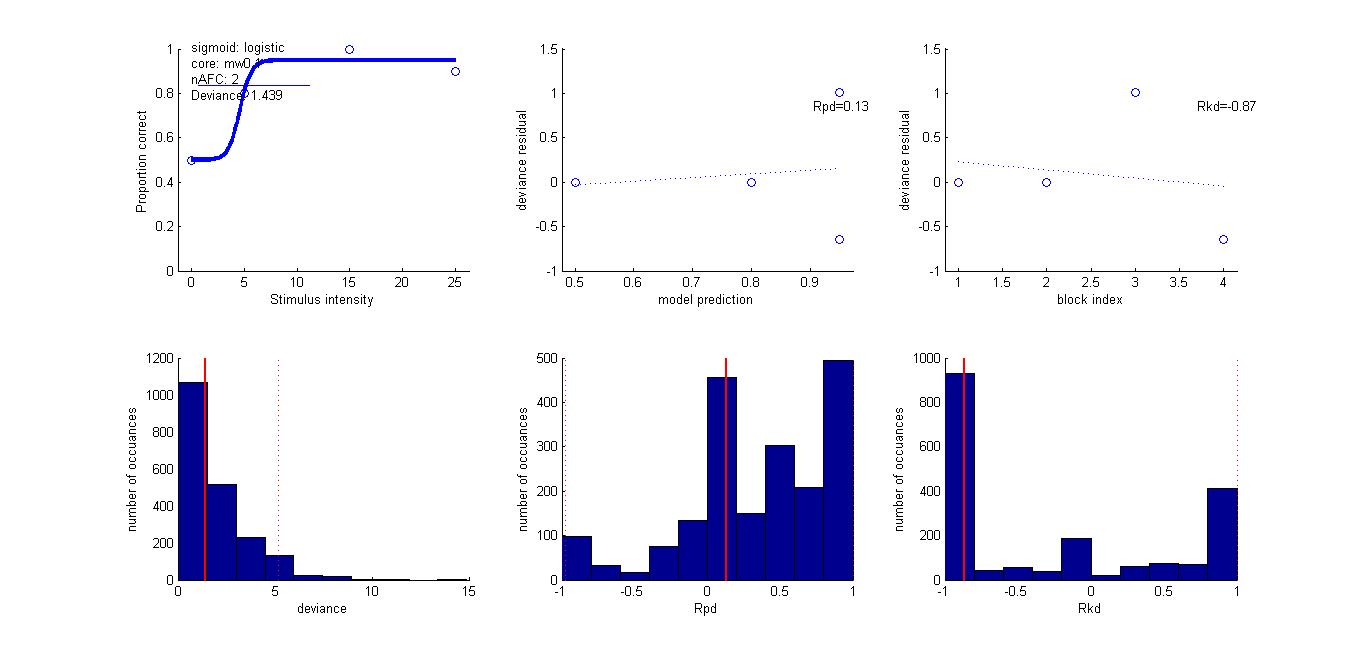 sigmoid: logistic
core: mw0.1
nAFC: 2
Deviance: 1.439
1
0.8
0.6
0.4
0.2
0
Proportion correct
0 5 10 15 20 25
Stimulus intensity
1.5
1
0.5
0
-0.5
-1
deviance residual
Rpd=0.13
0.5 0.6 0.7 0.8 0.9
model prediction
1.5
1
0.5
0
-0.5
-1
deviance residual
Rkd=-0.87
1 1.5 2 2.5 3 3.5 4
block index
1200
1000
800
600
400
200
0
number of occuances
0 5 10 15
deviance
500
400
300
200
100
0
number of occuances
-1 -0.5 0 0.5 1
Rpd
1000
800
600
400
200
0
number of occuances
-1 -0.5 0 0.5 1
Rkd